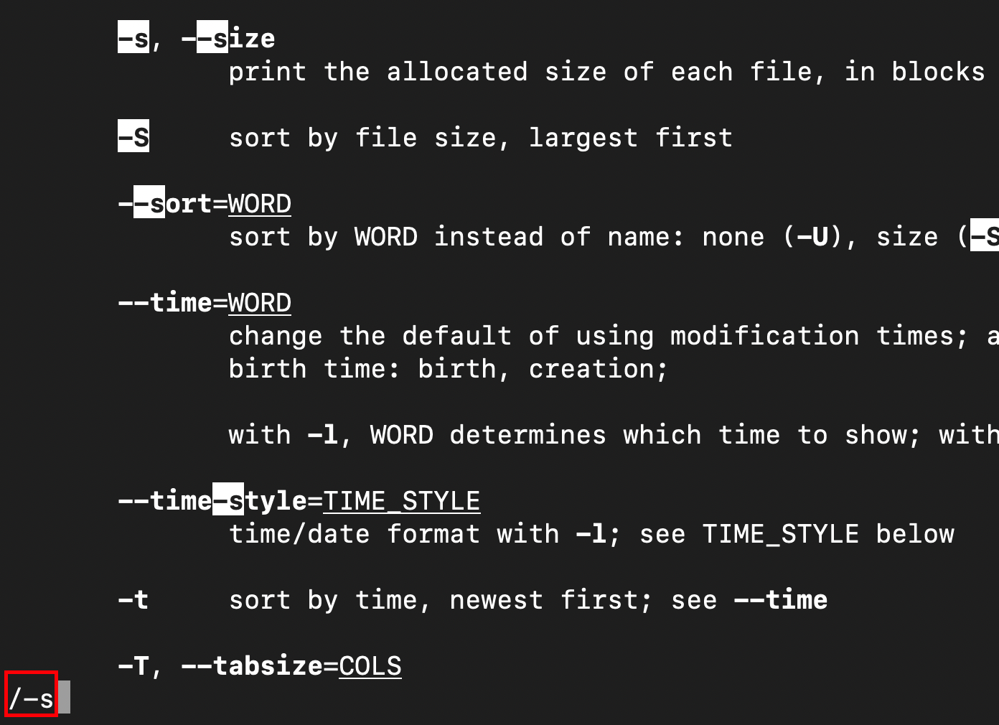 -s, --size
print the allocated size of each file, in blocks
-S sort by file size, largest first
--sort=WORD
sort by WORD instead of name: none (-U), size (-S
--time=WORD
change the default of using modification times; a
birth time: birth, creation;
with -l, WORD determines which time to show; with
--time-style=TIME_STYLE
time/date format with -l; see TIME_STYLE below
-t sort by time, newest first; see --time
-T, --tabsize=COLS
/-s